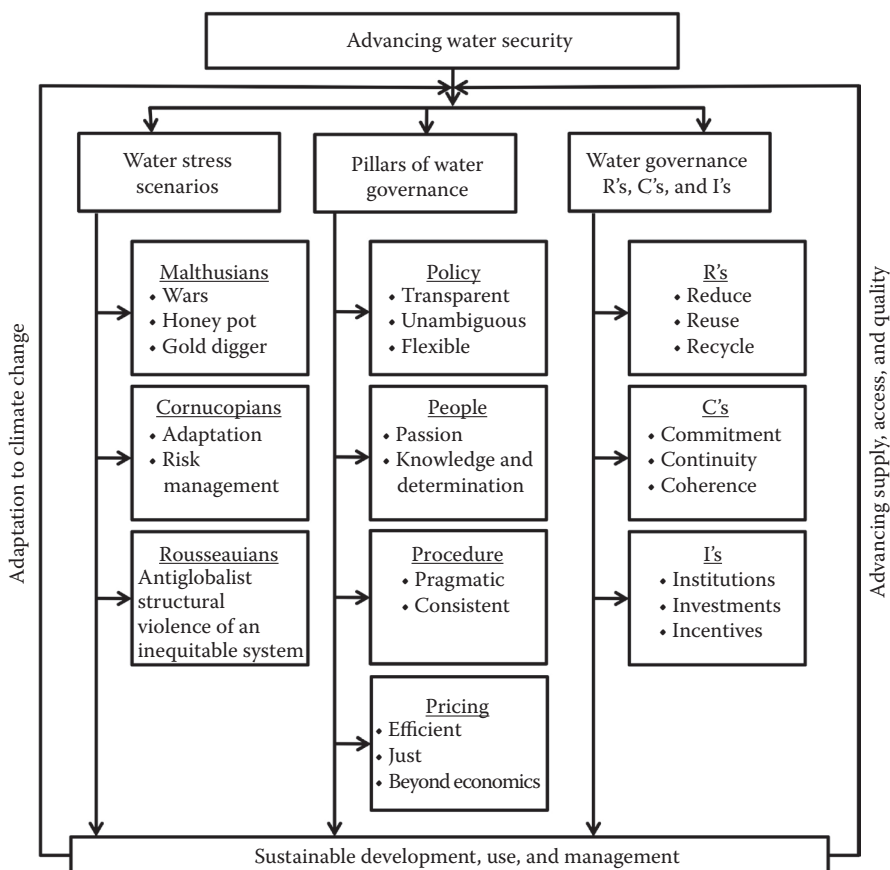 Advancing water security
Water stress
scenarios
Pillars of water
governance
Water governance
R's, C's, and I's
Malthusians
• Wars
• Honey pot
• Gold digger
Cornucopians
• Adaptation
• Risk
management
Rousseauians
Antiglobalist
structural
violence of an
inequitable system
Policy
• Transparent
• Unambiguous
• Flexible
People
• Passion
• Knowledge and
determination
Procedure
• Pragmatic
• Consistent
Pricing
• Efficient
• Just
• Beyond economics
R's
• Reduce
• Reuse
• Recycle
C's
• Commitment
• Continuity
• Coherence
I's
• Institutions
• Investments
• Incentives
Adaptation to climate change
Advancing supply, access, and quality
Sustainable development, use, and management